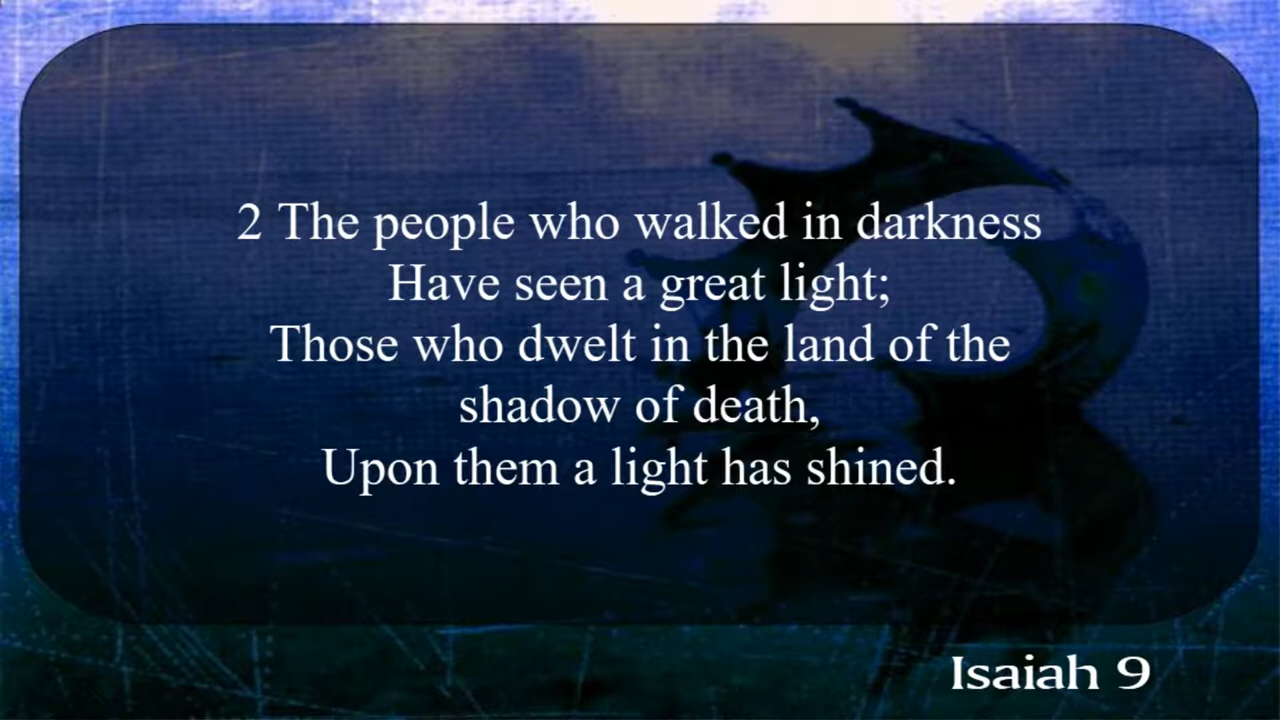 2 The people who walked in darkness
Have seen a great light;
Those who dwelt in the land of the
shadow of death,
Upon them a light has shined.
Isaiah 9